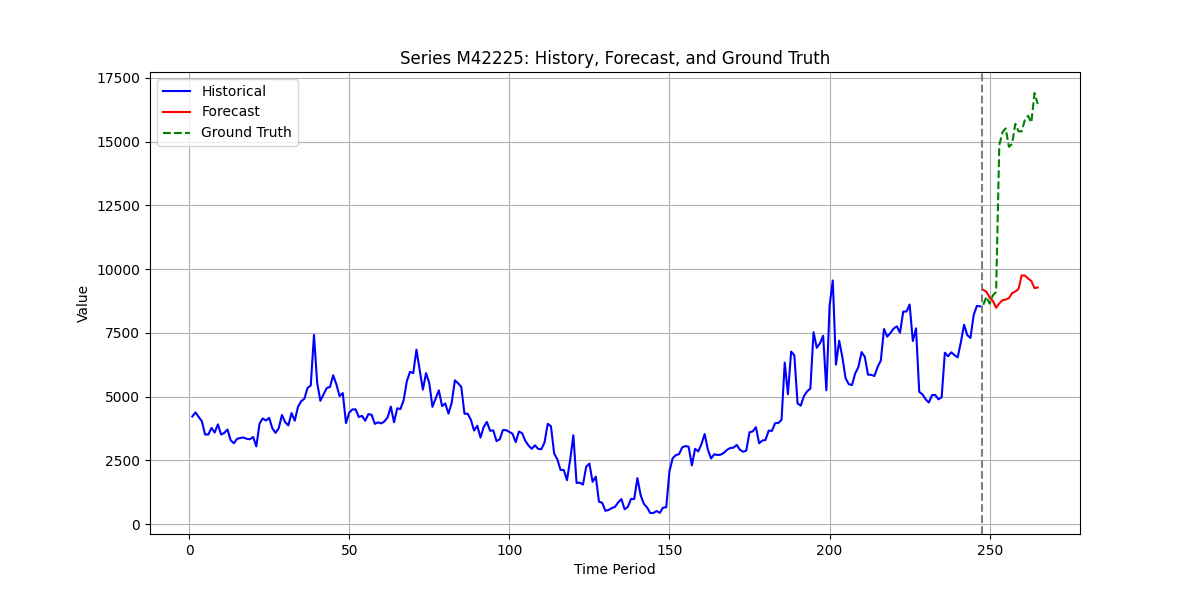 Series M42225: History, Forecast, and Ground Truth
17500
15000
12500
10000
7500
5000
2500
0
Value
Historical
Forecast
Ground Truth
0
50
100
150
200
250
Time Period